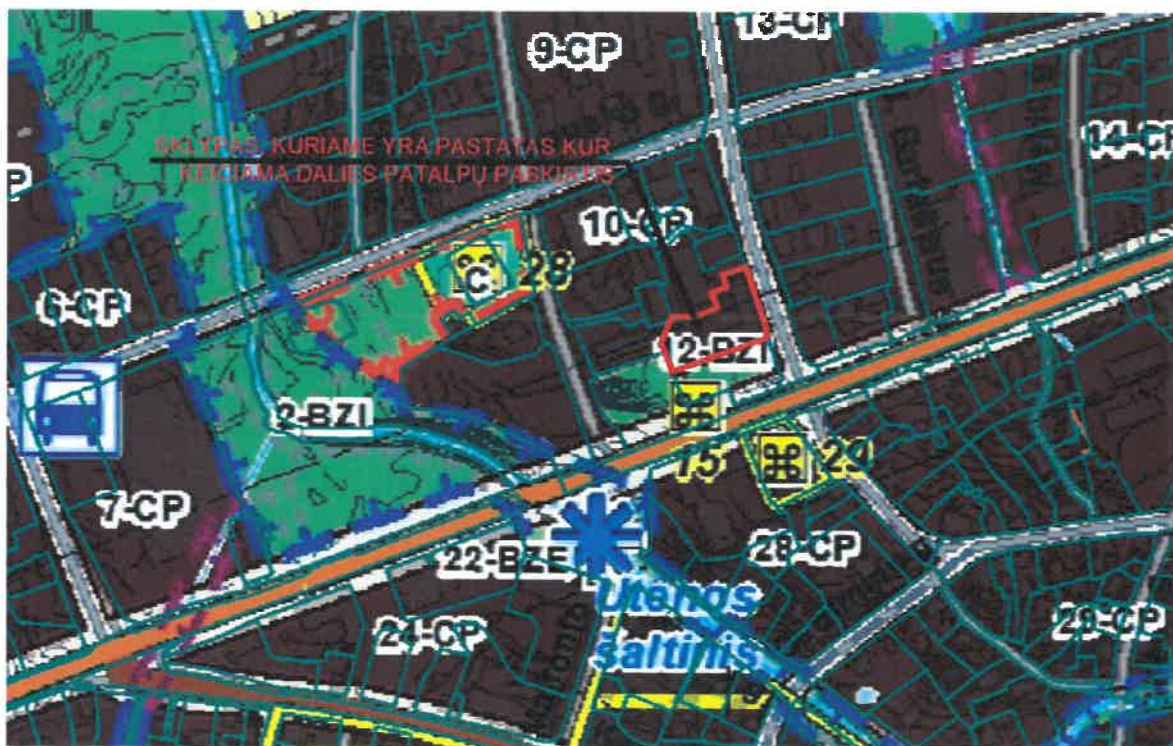 9-CP
13-CP
14-CP
SKLYPAS, KURIAME YRA PASTATAS KUR
KEIČIAMA DALIES PATALPŲ PASKIRTIS
10-CP
C
28
6-CP
12-BZI
2-BZI
75
29
7-CP
22-BZE
28-CP
Utenos
šaltinis
24-CP
29-CP